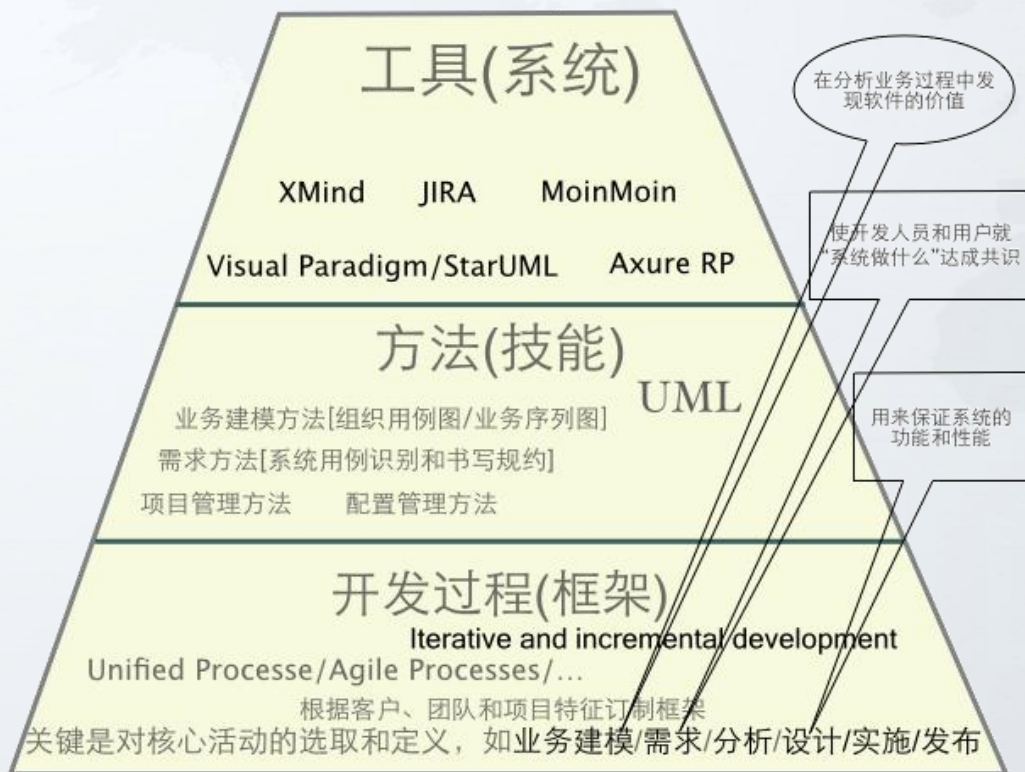 工具(系统)
XMind JIRA MoinMoin
Visual Paradigm/StarUML Axure RP
方法(技能)
UML
业务建模方法[组织用例图/业务序列图]
需求方法[系统用例识别和书写规约]
项目管理方法 配置管理方法
开发过程(框架)
Iterative and incremental development
Unified Processe/Agile Processes/...
根据客户、团队和项目特征订制框架
关键是对核心活动的选取和定义，如业务建模/需求/分析/设计/实施/发布
在分析业务过程中发
现软件的价值
使开发人员和用户就
“系统做什么”达成共识
用来保证系统的
功能和性能